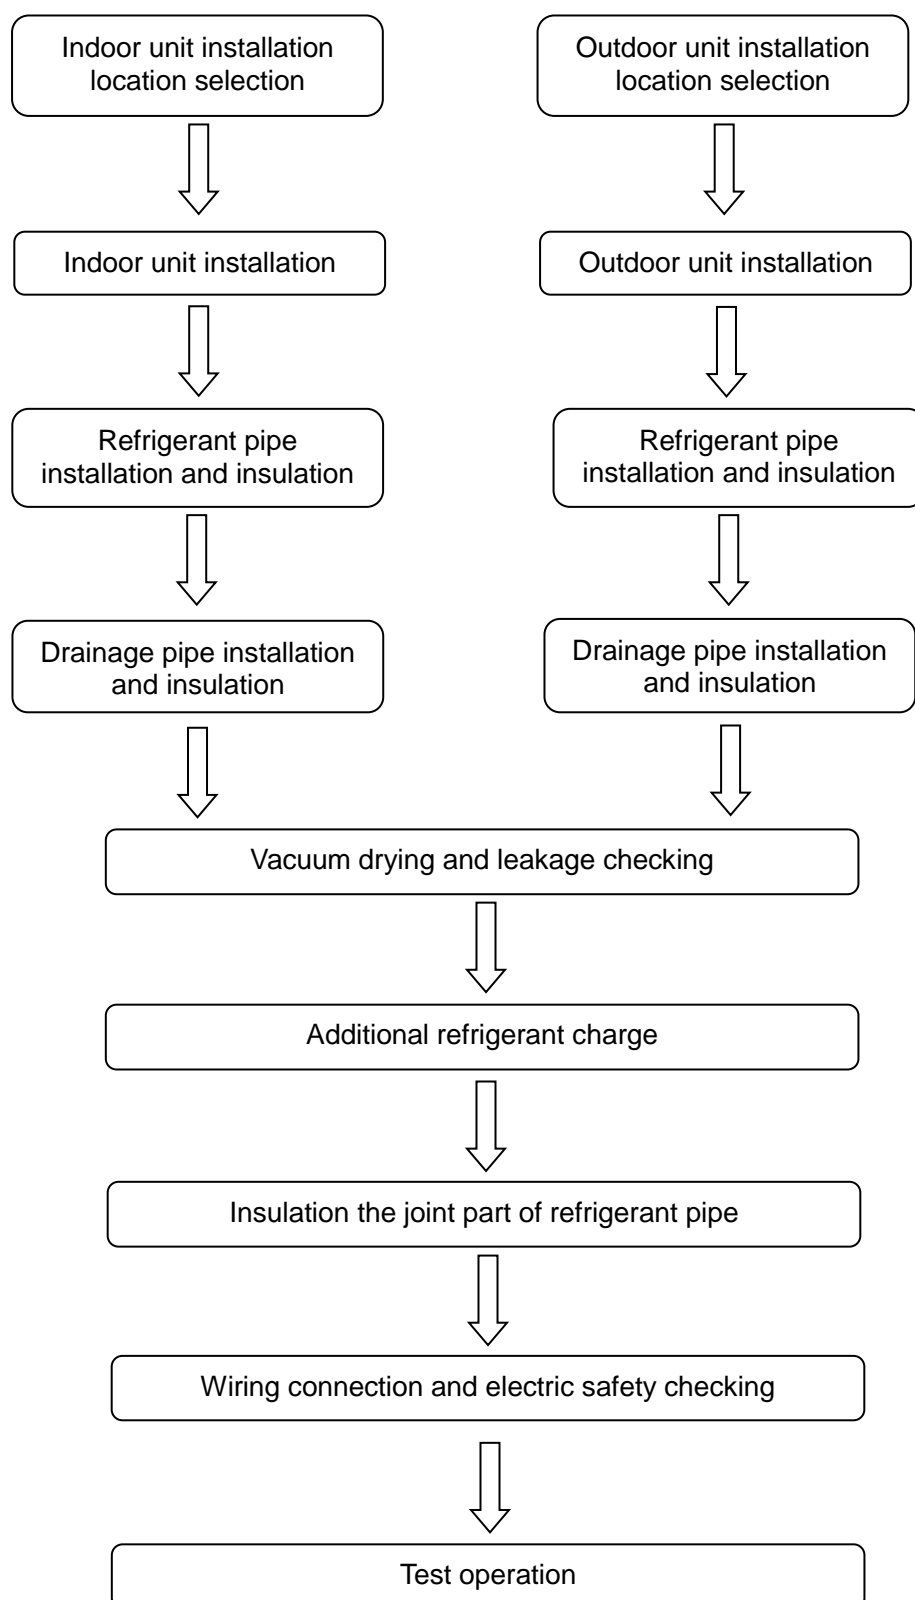 Indoor unit installation
location selection
Outdoor unit installation
location selection
Indoor unit installation
Outdoor unit installation
Refrigerant pipe
installation and insulation
Refrigerant pipe
installation and insulation
Drainage pipe installation
and insulation
Drainage pipe installation
and insulation
Vacuum drying and leakage checking
Additional refrigerant charge
Insulation the joint part of refrigerant pipe
Wiring connection and electric safety checking
Test operation